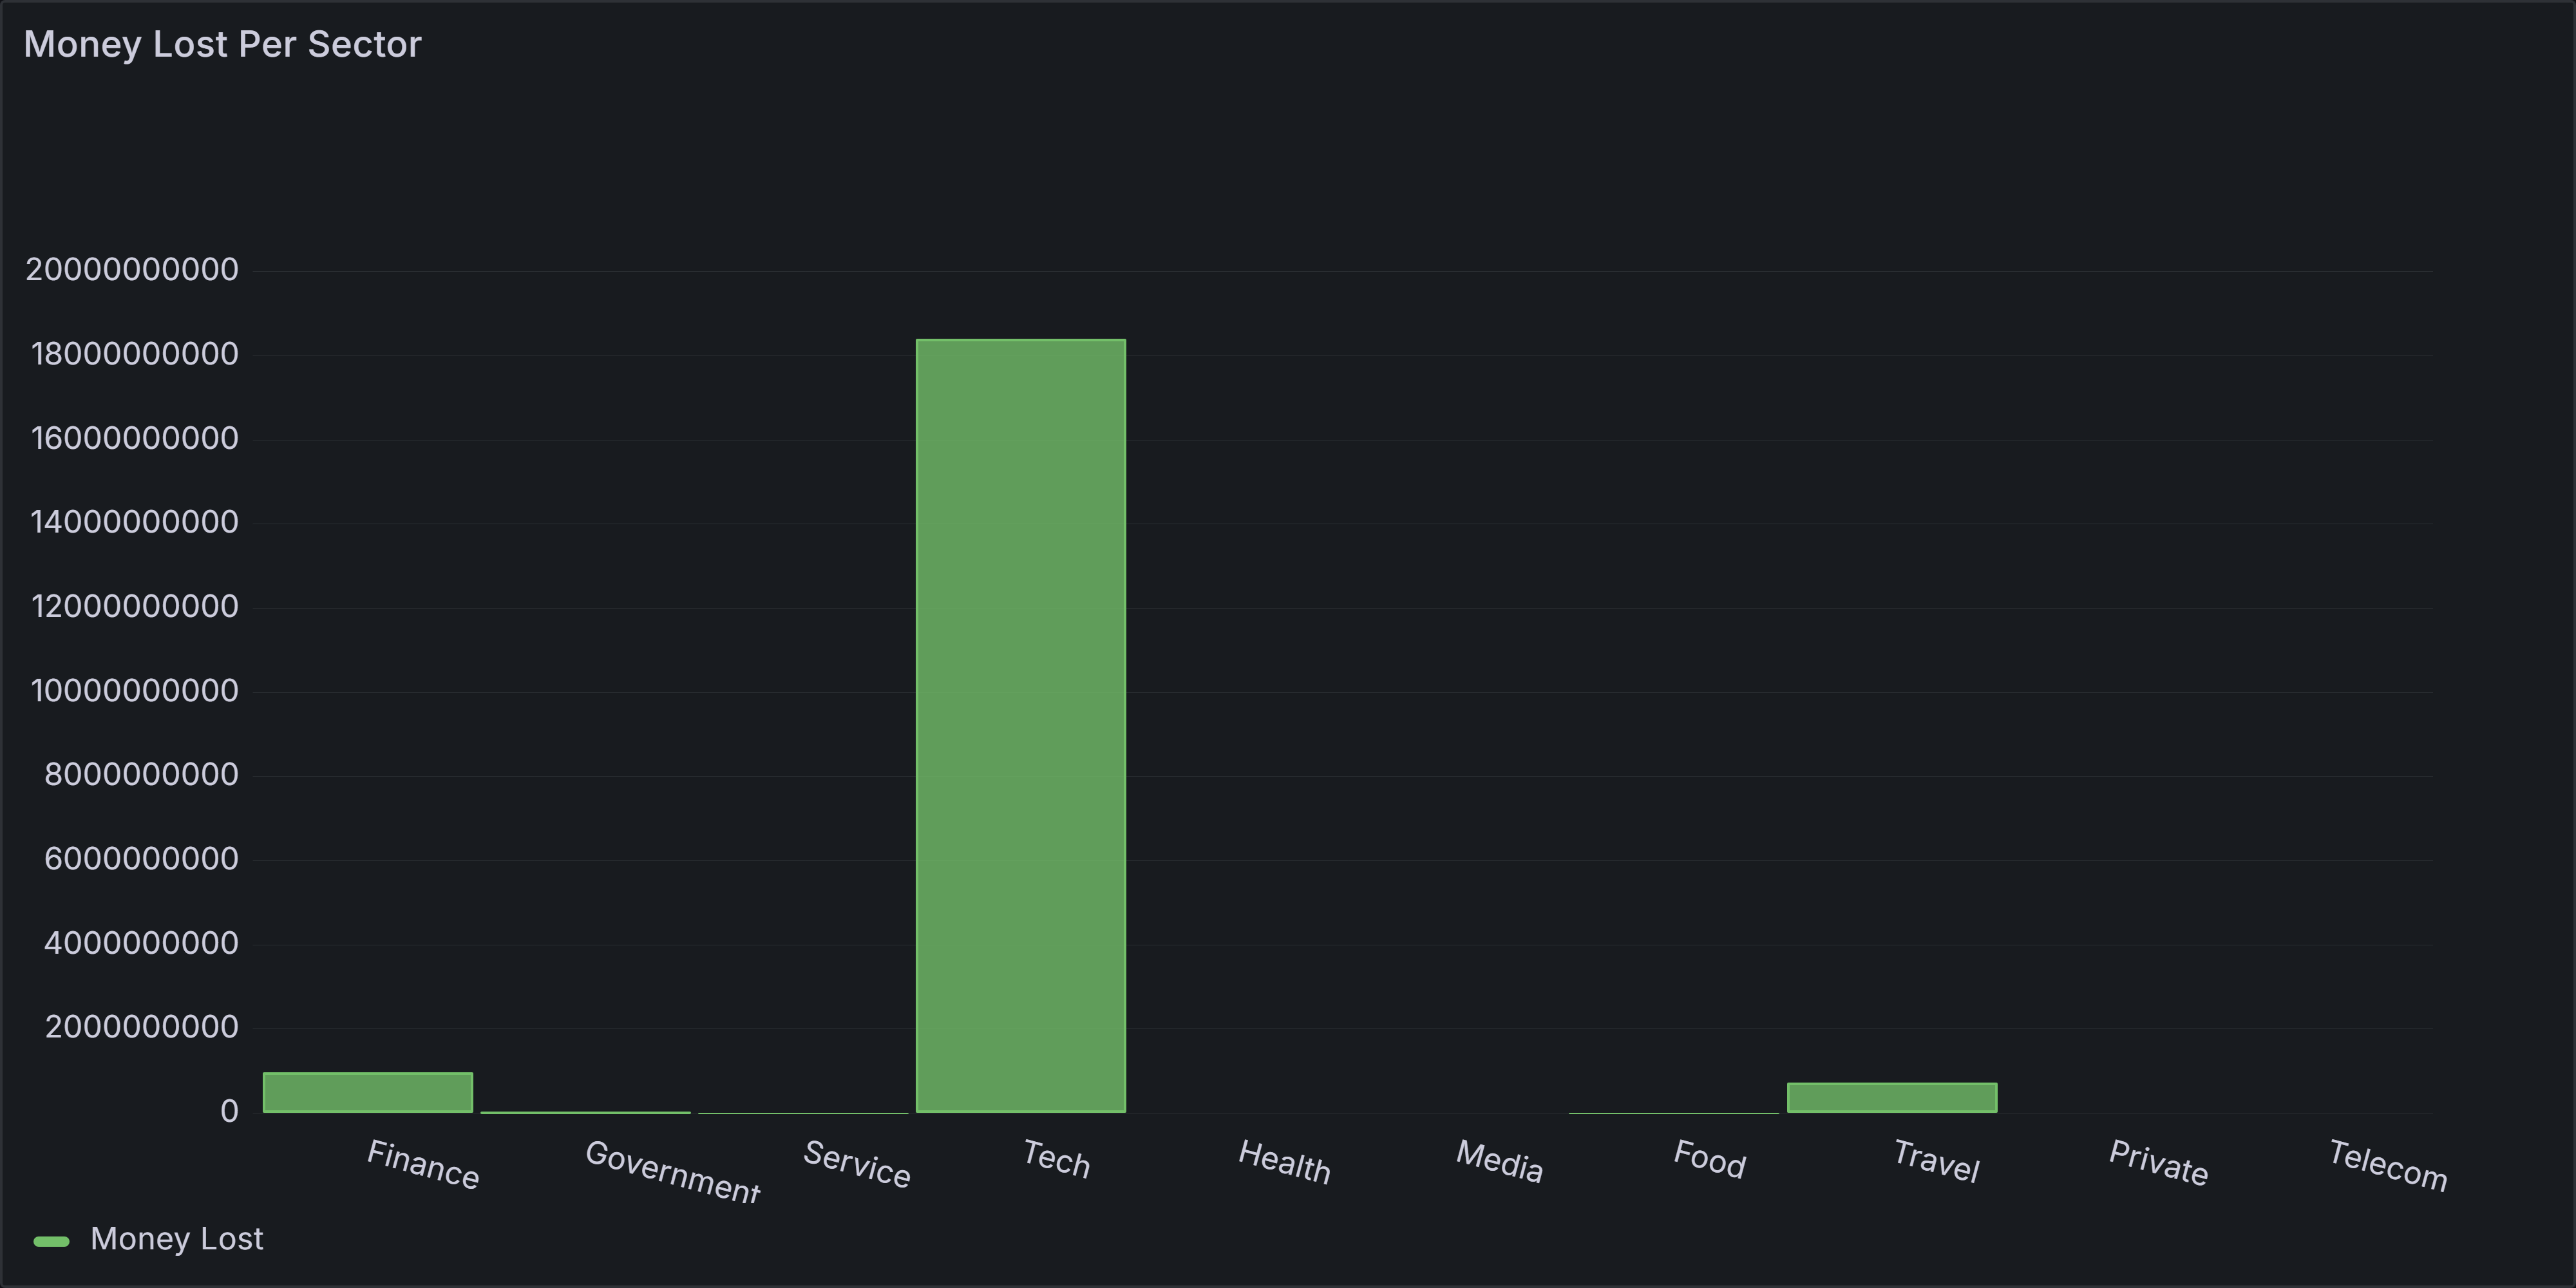 Money Lost Per Sector
20000000000
18000000000
16000000000
14000000000
12000000000
10000000000
8000000000
6000000000
4000000000
2000000000
0
Finance
Government
Service
Tech
Health
Media
Food
Travel
Private
Telecom
Money Lost